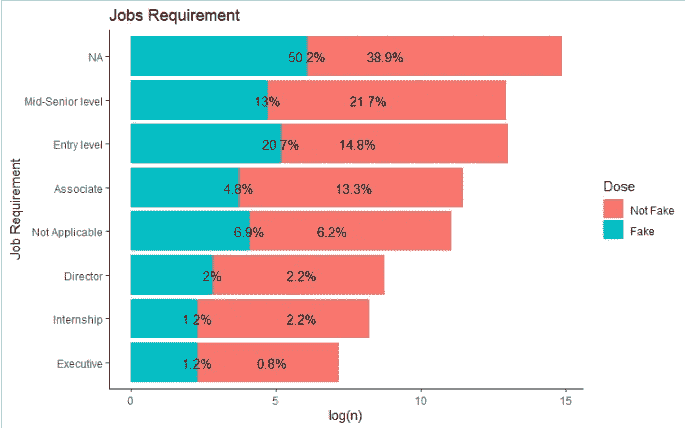 Jobs Requirement
Job Requirement
NA 50.2% 38.9%
Mid-Senior level 13% 21.7%
Entry level 20.7% 14.8%
Associate 4.8% 13.3%
Not Applicable 6.9% 6.2%
Director 2% 2.2%
Internship 1.2% 2.2%
Executive 1.2% 0.8%
0 5 10 15
log(n)
Dose
Not Fake
Fake